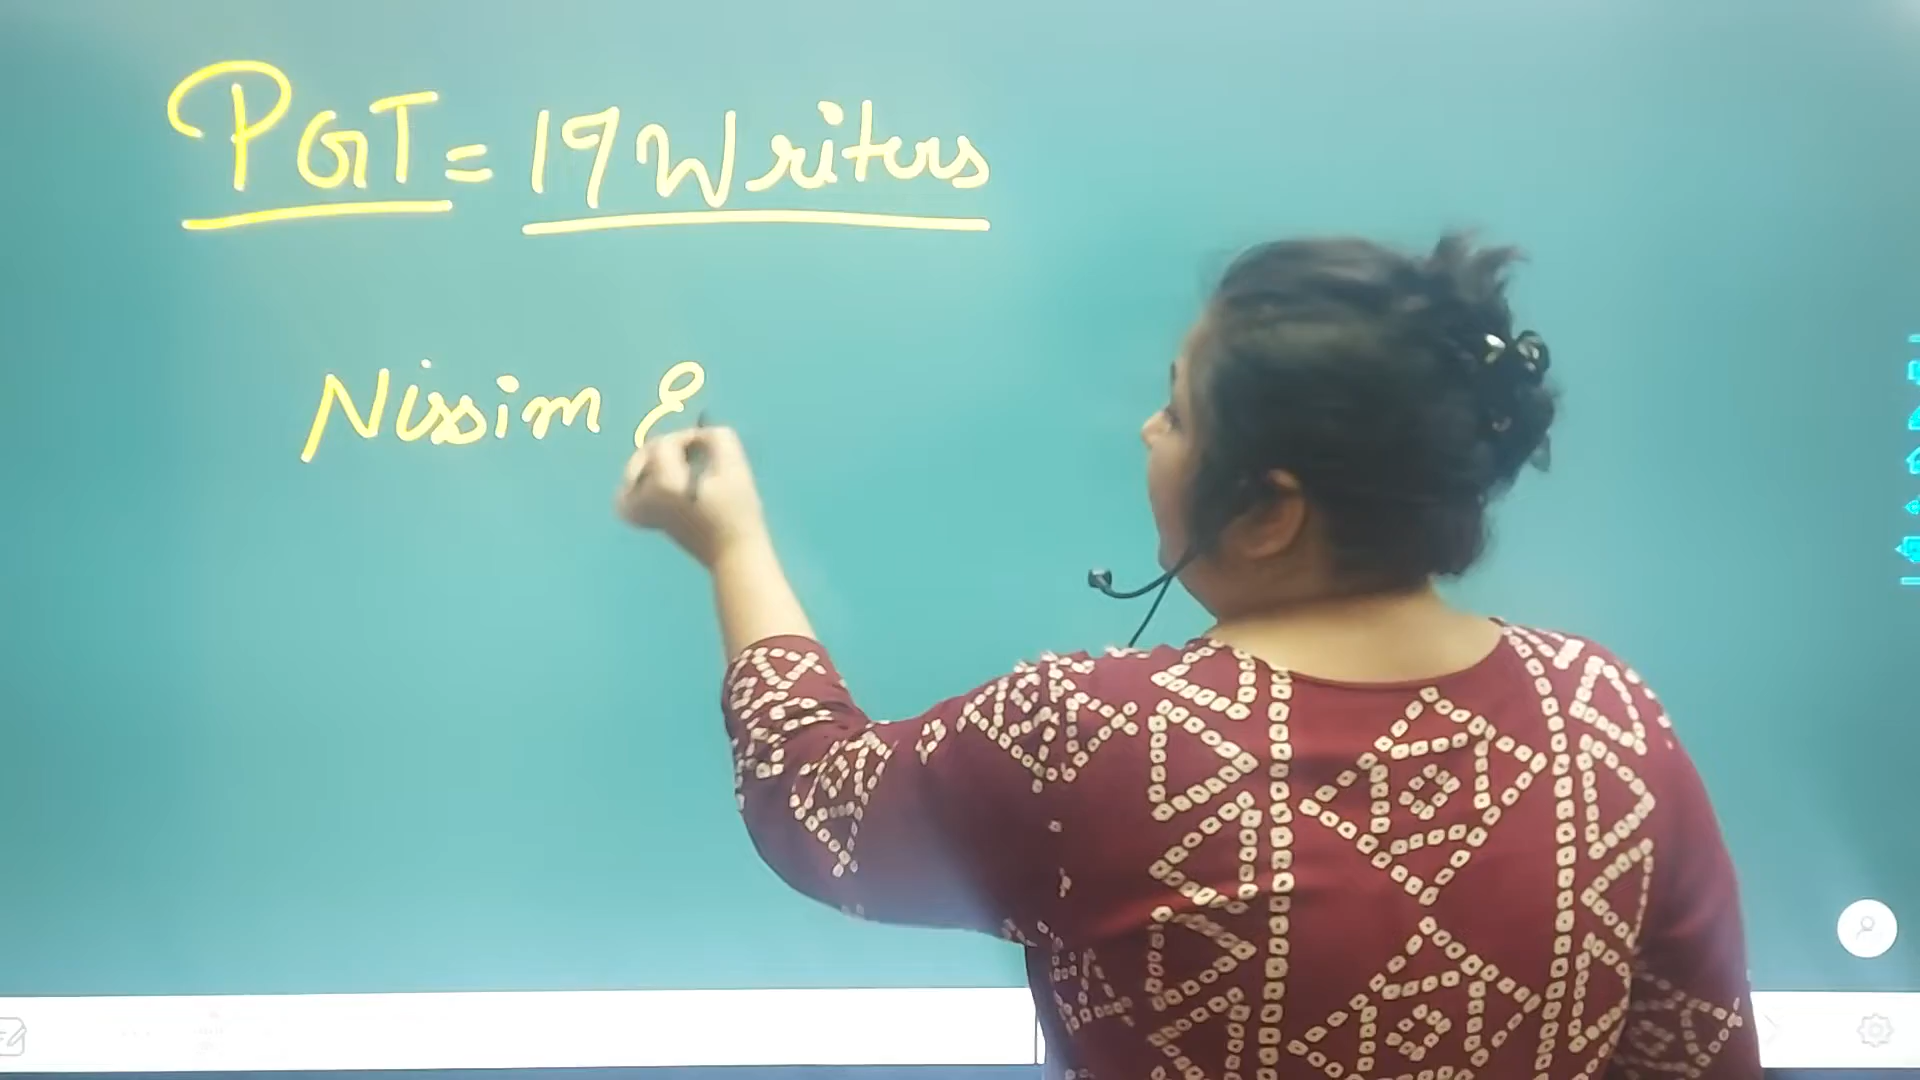 PGT = 19 Writers
Nissim E